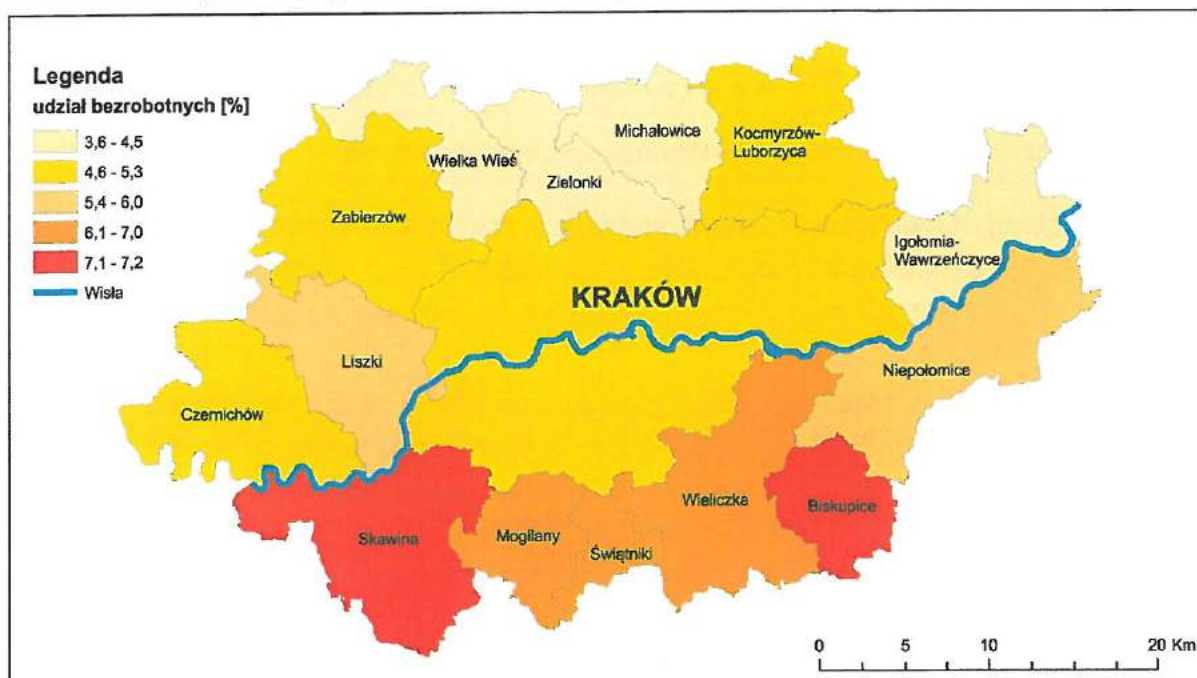 Legenda
udział bezrobotnych [%]
3,6 - 4,5
4,6 - 5,3
5,4 - 6,0
6,1 - 7,0
7,1 - 7,2
Wisła
Michałowice
Kocmyrzów-
Luborzyca
Wielka Wieś
Zielonki
Zabierzów
Igołomia-
Wawrzeńczyce
KRAKÓW
Liszki
Niepołomice
Czernichów
Wieliczka
Biskupice
Skawina
Mogilany
Świątniki
0 5 10 20 Km